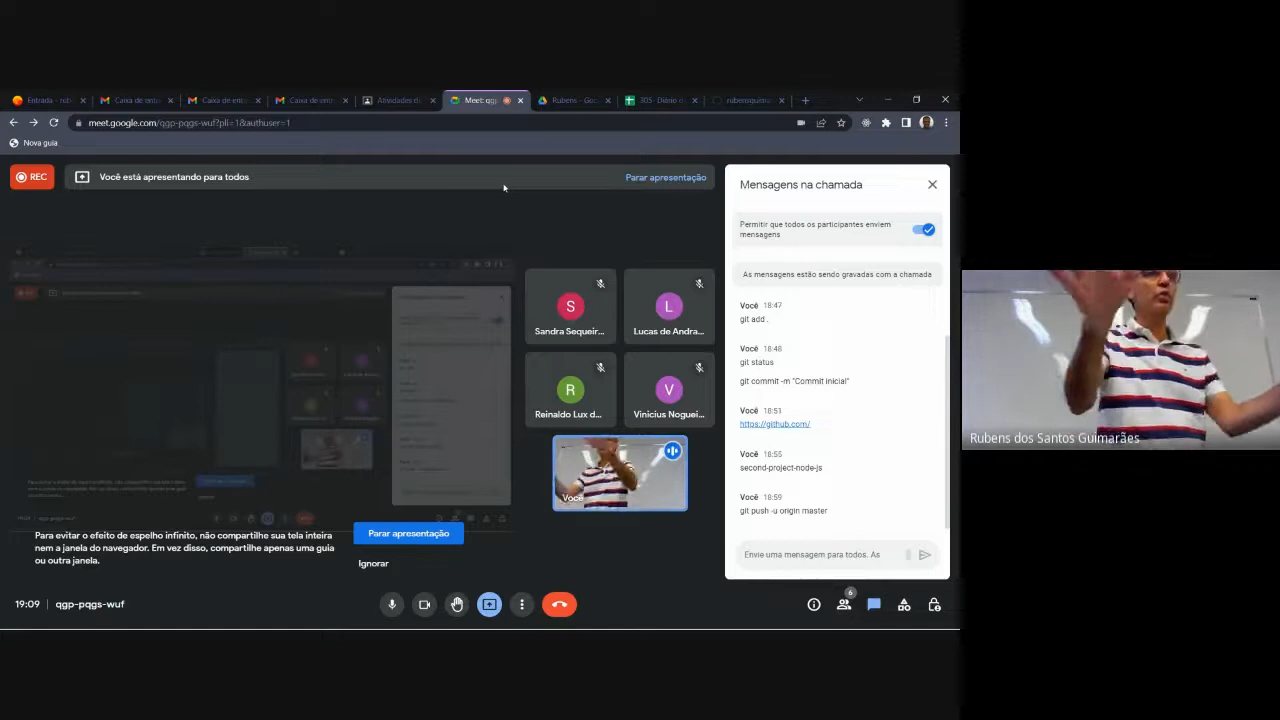 Entrada - rub
Caixa de entr
Caixa de entr
Caixa de entr
Atividades d
Meet: qgp
Rubens - Goo
305- Diário d
rubensguima
meet.google.com/qgp-pqgs-wuf?pli=1&authuser=1
Nova guia
REC
Você está apresentando para todos
Parar apresentação
S
Sandra Sequeir...
L
Lucas de Andra...
R
Reinaldo Lux d...
V
Vinicius Noguei...
Você
Para evitar o efeito de espelho infinito, não compartilhe sua tela inteira
nem a janela do navegador. Em vez disso, compartilhe apenas uma guia
ou outra janela.
Parar apresentação
Ignorar
19:09 | qgp-pqgs-wuf
Mensagens na chamada
Permitir que todos os participantes enviem
mensagens
As mensagens estão sendo gravadas com a chamada
Você 18:47
git add .
Você 18:48
git status
git commit -m "Commit inicial"
Você 18:51
https://github.com/
Você 18:55
second-project-node-js
Você 18:59
git push -u origin master
Envie uma mensagem para todos. As
6
Rubens dos Santos Guimarães